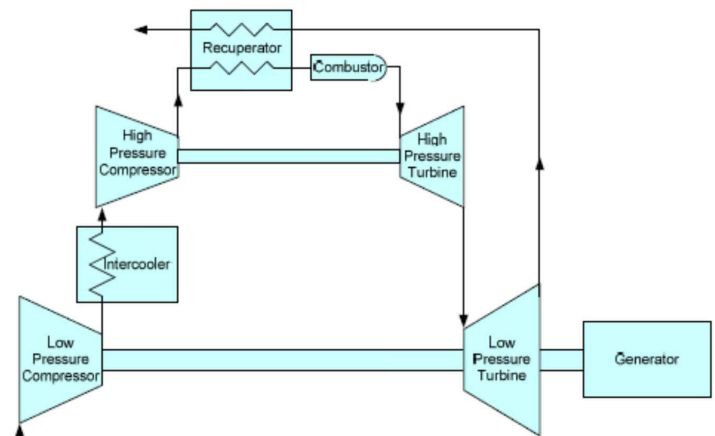 Recuperator
Combustor
High
Pressure
Compressor
High
Pressure
Turbine
Intercooler
Low
Pressure
Compressor
Low
Pressure
Turbine
Generator